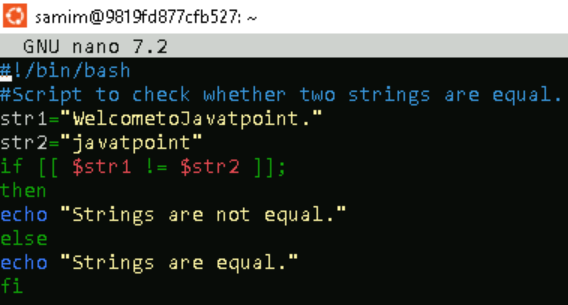 samim@9819fd877cfb527: ~
GNU nano 7.2
#!/bin/bash
#Script to check whether two strings are equal.
str1="WelcometoJavatpoint."
str2="javatpoint"
if [[ $str1 != $str2 ]];
then
echo "Strings are not equal."
else
echo "Strings are equal."
fi